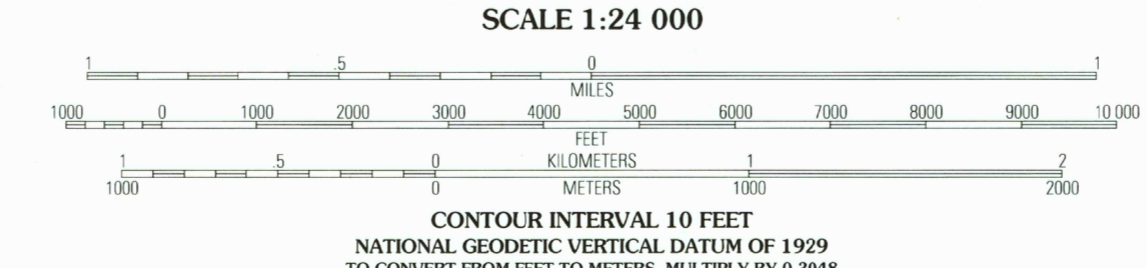 SCALE 1:24 000
1 .5 0 1
MILES
1000 0 1000 2000 3000 4000 5000 6000 7000 8000 9000 10 000
FEET
1 .5 0 KILOMETERS 1 2
1000 0 METERS 1000 2000
CONTOUR INTERVAL 10 FEET
NATIONAL GEODETIC VERTICAL DATUM OF 1929
TO CONVERT FROM FEET TO METERS, MULTIPLY BY 0.3048